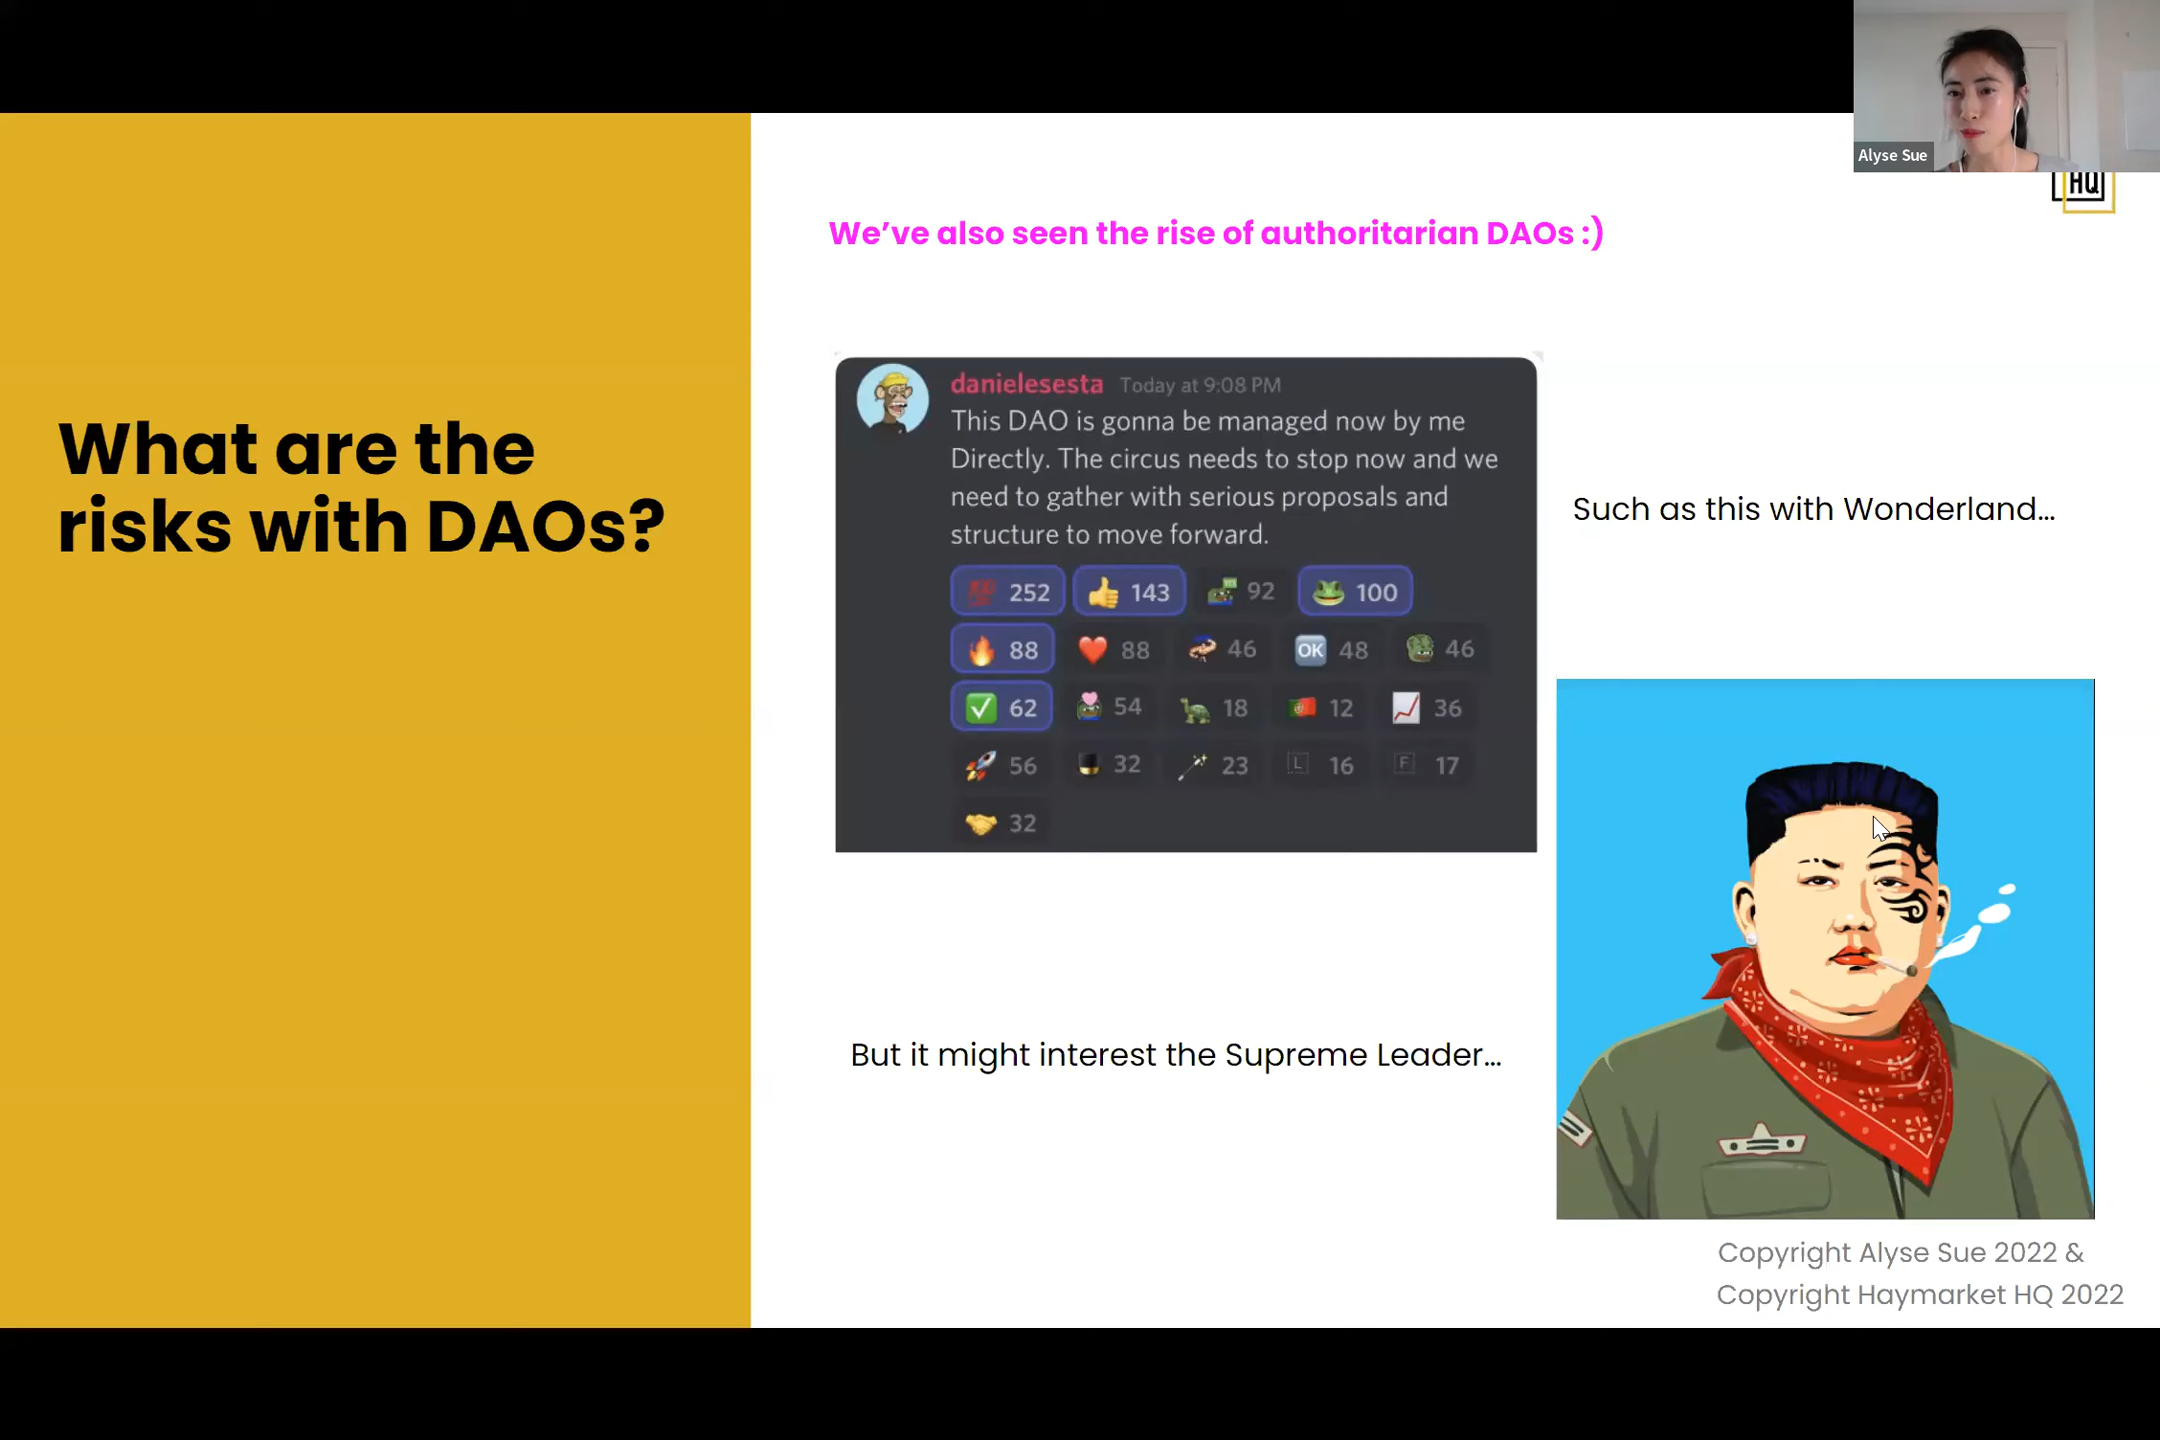 Alyse Sue
HQ
We've also seen the rise of authoritarian DAOs :)
What are the
risks with DAOs?
danielesesta Today at 9:08 PM
This DAO is gonna be managed now by me
Directly. The circus needs to stop now and we
need to gather with serious proposals and
structure to move forward.
💯 252 👍 143 92 🐸 100
🔥 88 ❤️ 88 46 🆗 48 46
✅ 62 54 🐢 18 🇵🇹 12 📈 36
🚀 56 32 23 🇱 16 🇫 17
🤝 32
Such as this with Wonderland...
But it might interest the Supreme Leader...
Copyright Alyse Sue 2022 &
Copyright Haymarket HQ 2022